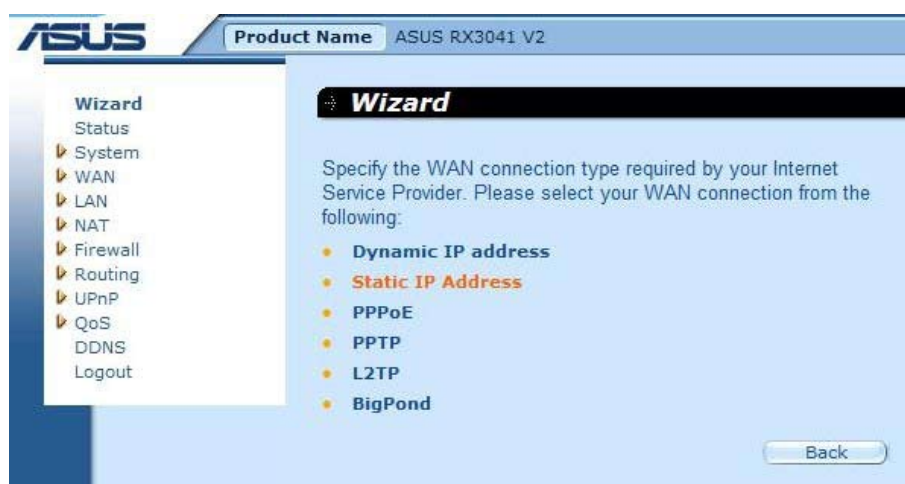 ASUS
Product Name ASUS RX3041 V2
Wizard
Status
System
WAN
LAN
NAT
Firewall
Routing
UPnP
QoS
DDNS
Logout
Wizard
Specify the WAN connection type required by your Internet
Service Provider. Please select your WAN connection from the
following:
Dynamic IP address
Static IP Address
PPPoE
PPTP
L2TP
BigPond
Back